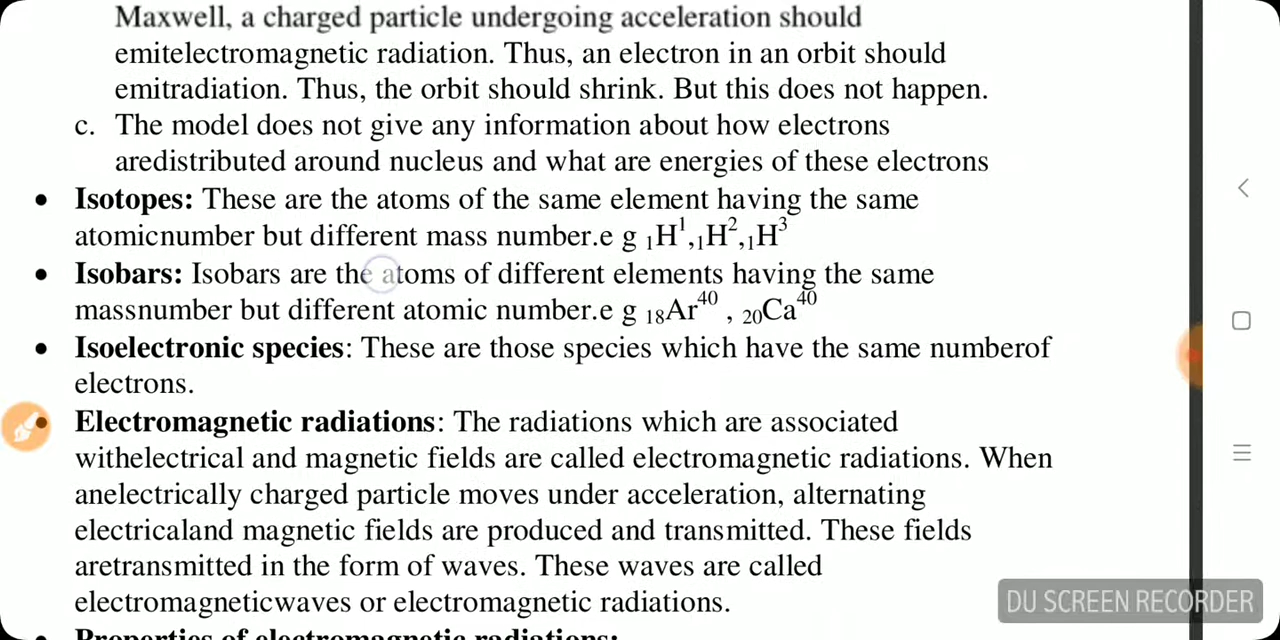 Maxwell, a charged particle undergoing acceleration should
emitelectromagnetic radiation. Thus, an electron in an orbit should
emitradiation. Thus, the orbit should shrink. But this does not happen.
c. The model does not give any information about how electrons
aredistributed around nucleus and what are energies of these electrons
• Isotopes: These are the atoms of the same element having the same
atomicnumber but different mass number.e g ₁H¹,₁H²,₁H³
• Isobars: Isobars are the atoms of different elements having the same
massnumber but different atomic number.e g ₁₈Ar⁴⁰ , ₂₀Ca⁴⁰
• Isoelectronic species: These are those species which have the same numberof
electrons.
• Electromagnetic radiations: The radiations which are associated
withelectrical and magnetic fields are called electromagnetic radiations. When
anelectrically charged particle moves under acceleration, alternating
electricaland magnetic fields are produced and transmitted. These fields
aretransmitted in the form of waves. These waves are called
electromagneticwaves or electromagnetic radiations.
• Properties of electromagnetic radiations:
DU SCREEN RECORDER